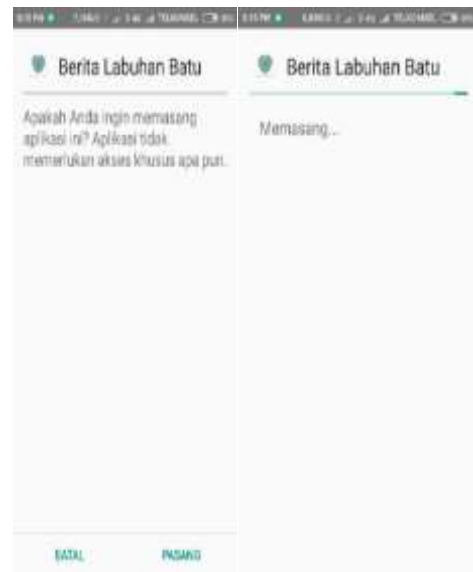 Berita Labuhan Batu
Apakah Anda ingin memasang
aplikasi ini? Aplikasi tidak
memerlukan akses khusus apa pun.
BATAL PASANG
Berita Labuhan Batu
Memasang...